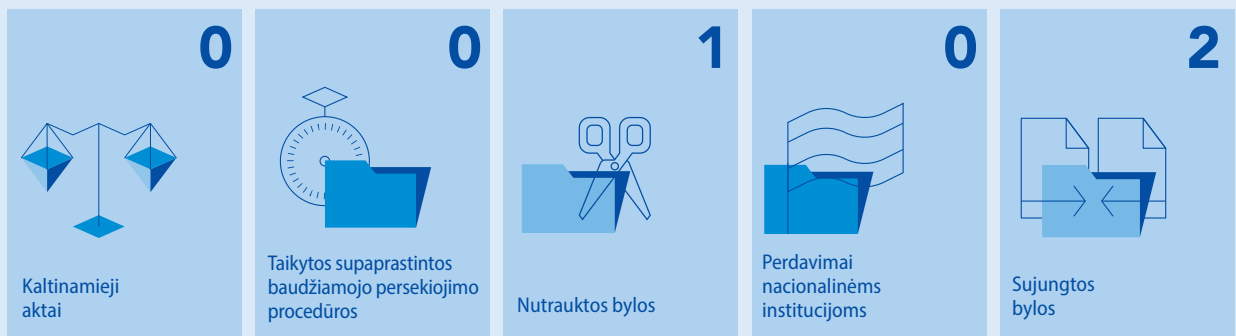 0
Kaltinamieji
aktai
0
Taikytos supaprastintos
baudžiamojo persekiojimo
procedūros
1
Nutrauktos bylos
0
Perdavimai
nacionalinėms
institucijoms
2
Sujungtos
bylos